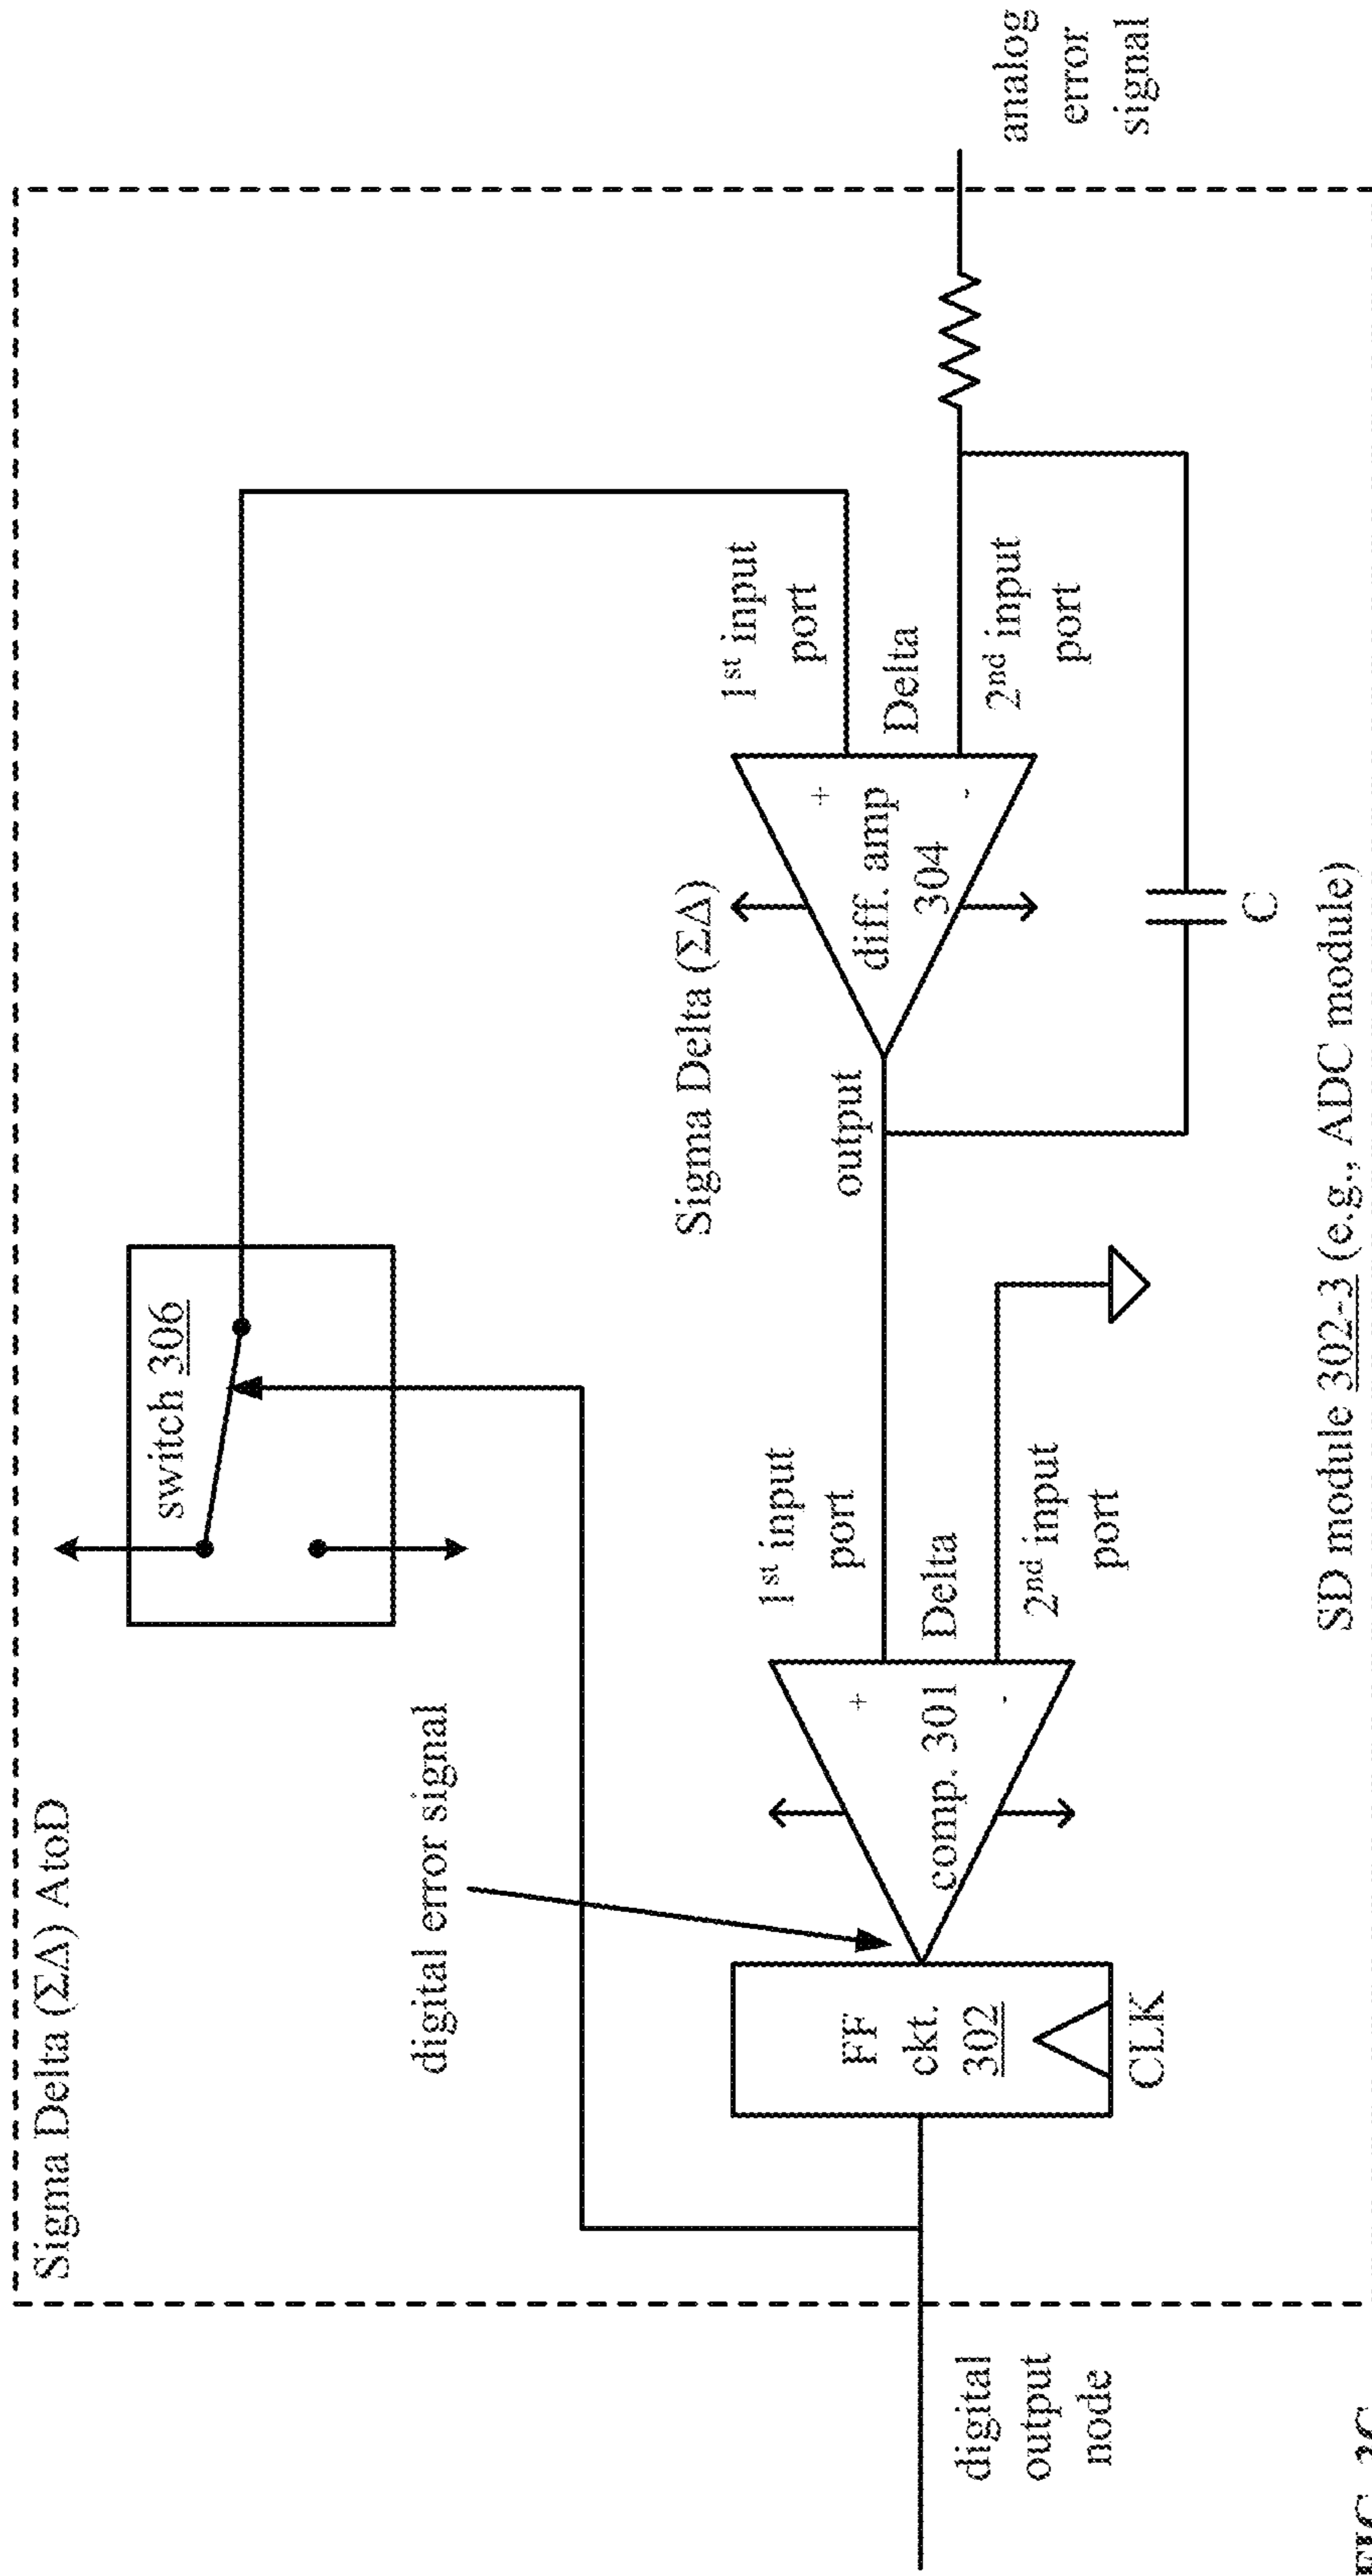 Sigma Delta (ΣΔ) AtoD
switch 306
digital error signal
Sigma Delta (ΣΔ)
1st input
port
Delta
2nd input
port
+
diff. amp
304
-
output
C
analog
error
signal
1st input
port
Delta
2nd input
port
+
comp. 301
-
FF
ckt.
302
CLK
digital
output
node
SD module 302-3 (e.g., ADC module)
FIG. 3C